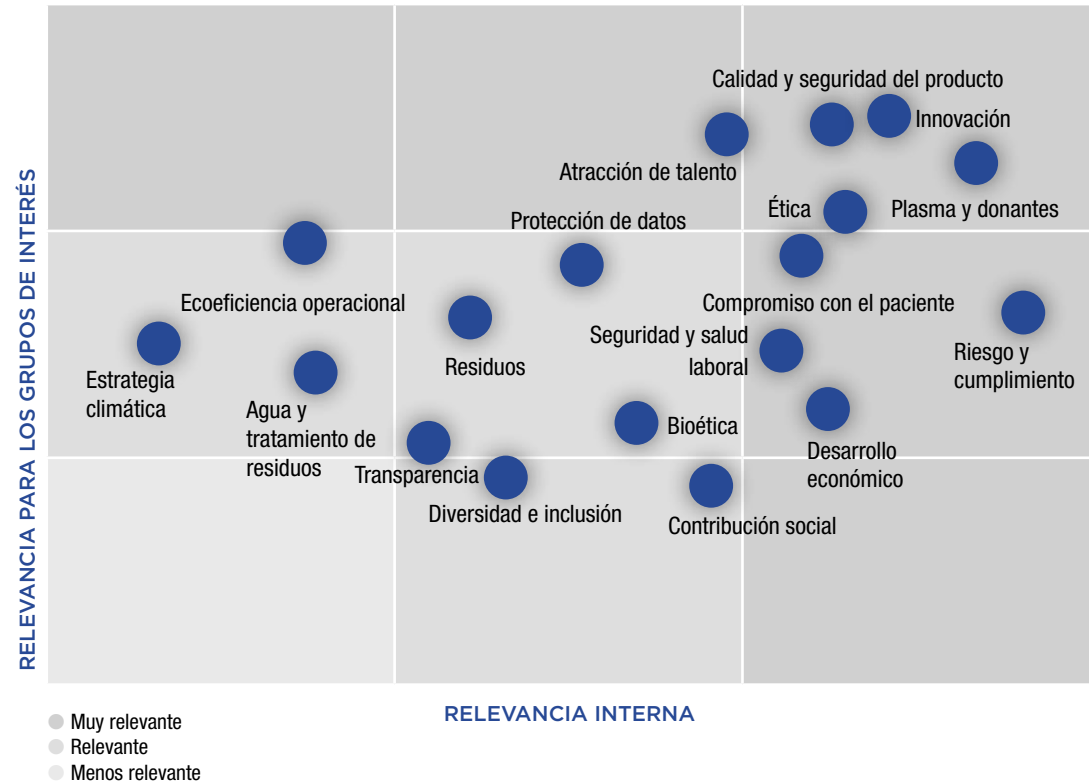 RELEVANCIA PARA LOS GRUPOS DE INTERÉS
Calidad y seguridad del producto
Innovación
Atracción de talento
Ética
Plasma y donantes
Protección de datos
Ecoeficiencia operacional
Compromiso con el paciente
Seguridad y salud
laboral
Residuos
Riesgo y
cumplimiento
Estrategia
climática
Agua y
tratamiento de
residuos
Bioética
Desarrollo
económico
Transparencia
Diversidad e inclusión
Contribución social
RELEVANCIA INTERNA
Muy relevante
Relevante
Menos relevante